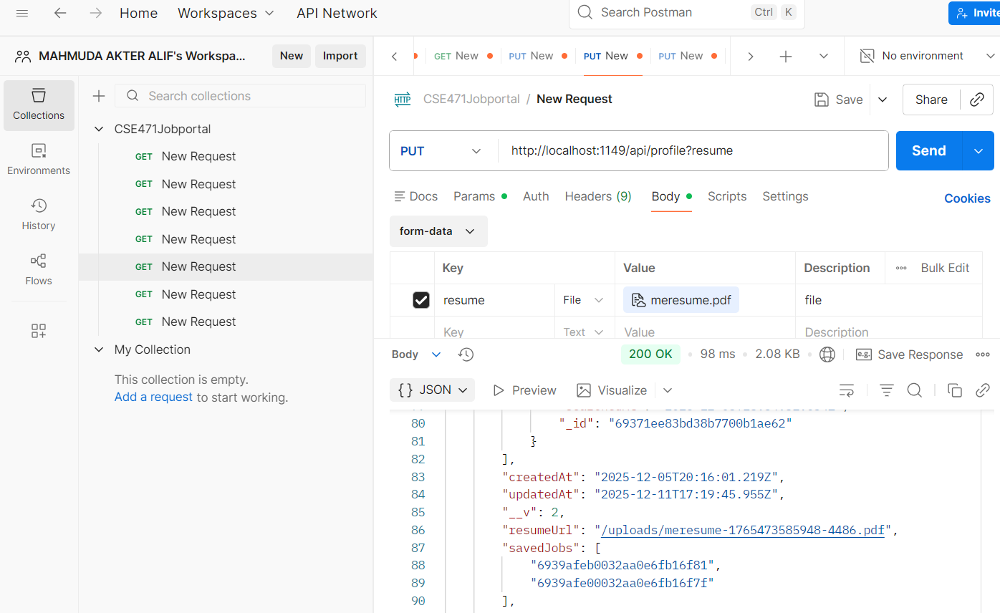 Home Workspaces API Network Search Postman Ctrl K Invite
MAHMUDA AKTER ALIF's Workspa... New Import
GET New PUT New PUT New PUT New No environment
Collections
Environments
History
Flows
Search collections
CSE471Jobportal
GET New Request
GET New Request
GET New Request
GET New Request
GET New Request
GET New Request
GET New Request
My Collection
This collection is empty.
Add a request to start working.
HTTP CSE471Jobportal / New Request Save Share
PUT http://localhost:1149/api/profile?resume Send
Docs Params Auth Headers (9) Body Scripts Settings Cookies
form-data
Key Value Description Bulk Edit
resume File meresume.pdf file
Key Text Value Description
Body 200 OK 98 ms 2.08 KB e.g. Save Response
{} JSON Preview Visualize
80 "_id": "69371ee83bd38b7700b1ae62"
81 }
82 ],
83 "createdAt": "2025-12-05T20:16:01.219Z",
84 "updatedAt": "2025-12-11T17:19:45.955Z",
85 "__v": 2,
86 "resumeUrl": "/uploads/meresume-1765473585948-4486.pdf",
87 "savedJobs": [
88 "6939afeb0032aa0e6fb16f81",
89 "6939afe00032aa0e6fb16f7f"
90 ],